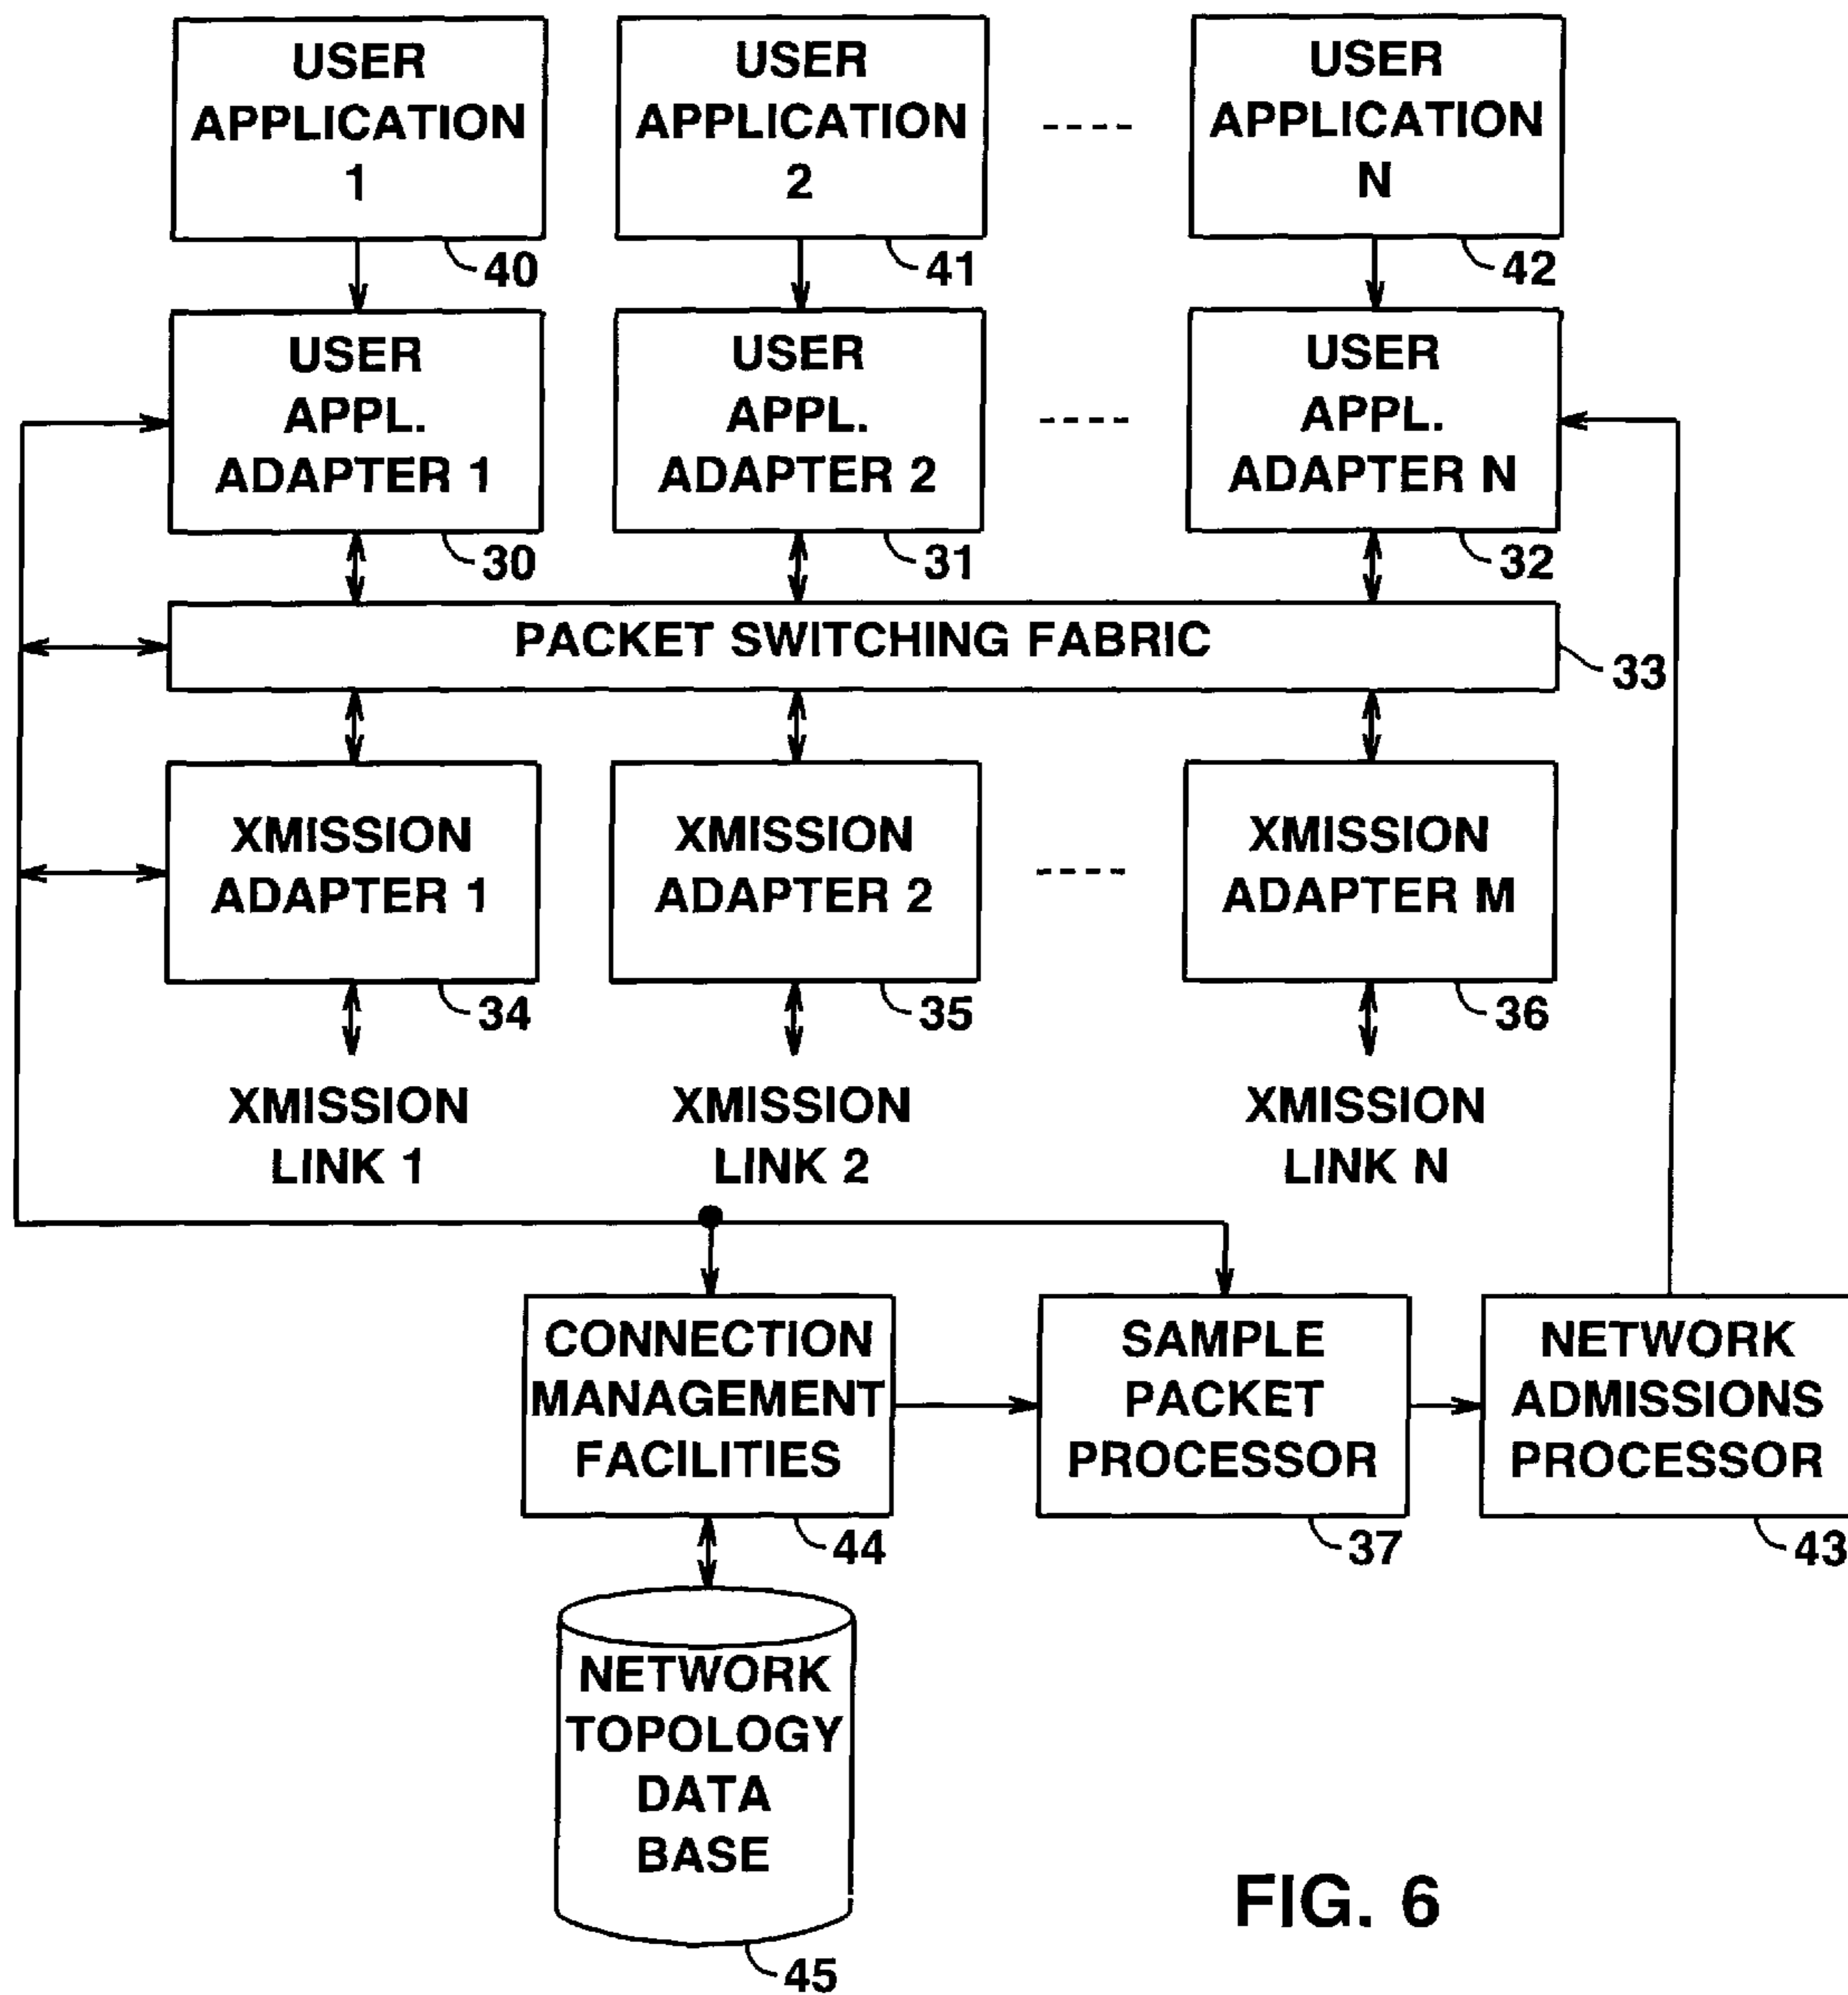 USER
APPLICATION
1
USER
APPLICATION
2
USER
APPLICATION
N
40
41
42
USER
APPL.
ADAPTER 1
USER
APPL.
ADAPTER 2
USER
APPL.
ADAPTER N
30
31
32
PACKET SWITCHING FABRIC
33
XMISSION
ADAPTER 1
XMISSION
ADAPTER 2
XMISSION
ADAPTER M
34
35
36
XMISSION
LINK 1
XMISSION
LINK 2
XMISSION
LINK N
CONNECTION
MANAGEMENT
FACILITIES
SAMPLE
PACKET
PROCESSOR
NETWORK
ADMISSIONS
PROCESSOR
44
37
43
NETWORK
TOPOLOGY
DATA
BASE
45
FIG. 6